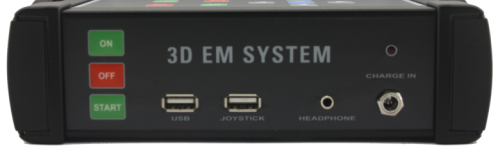 ON
3D EM SYSTEM
OFF
CHARGE IN
START
USB
JOYSTICK
HEADPHONE